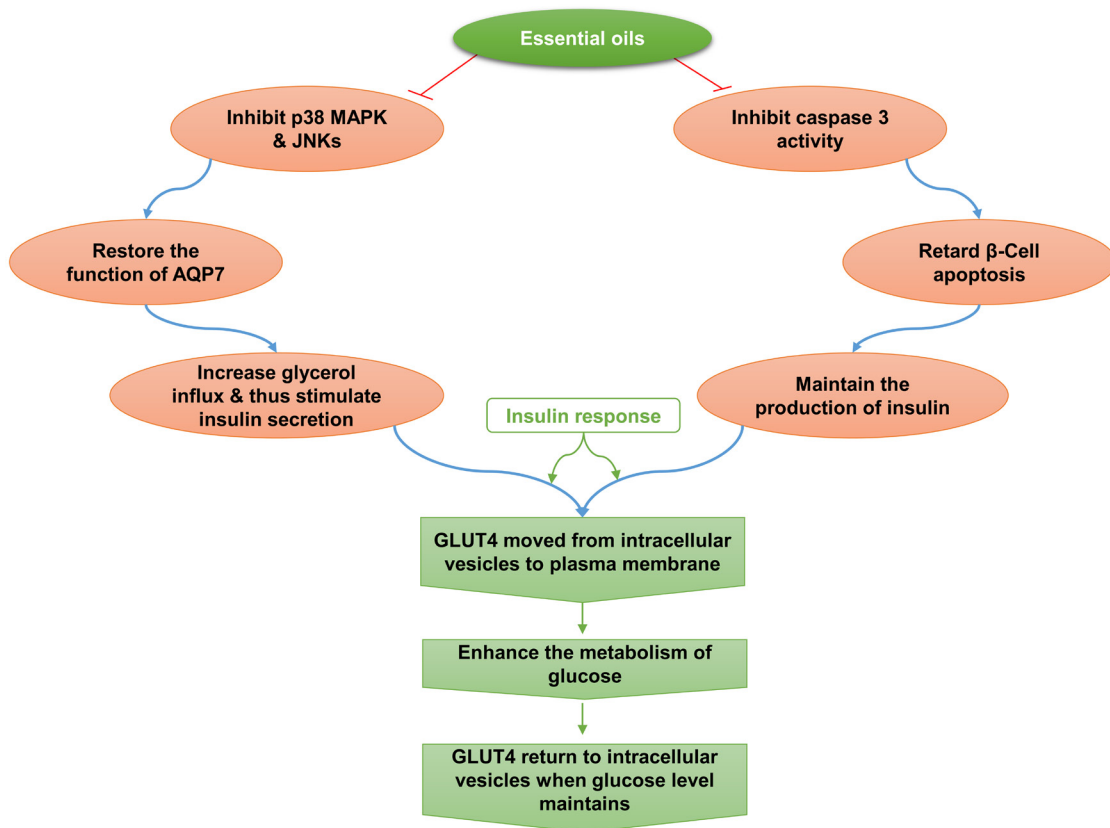 Essential oils
Inhibit p38 MAPK
& JNKs
Inhibit caspase 3
activity
Restore the
function of AQP7
Retard β-Cell
apoptosis
Increase glycerol
influx & thus stimulate
insulin secretion
Maintain the
production of insulin
Insulin response
GLUT4 moved from intracellular
vesicles to plasma membrane
Enhance the metabolism of
glucose
GLUT4 return to intracellular
vesicles when glucose level
maintains